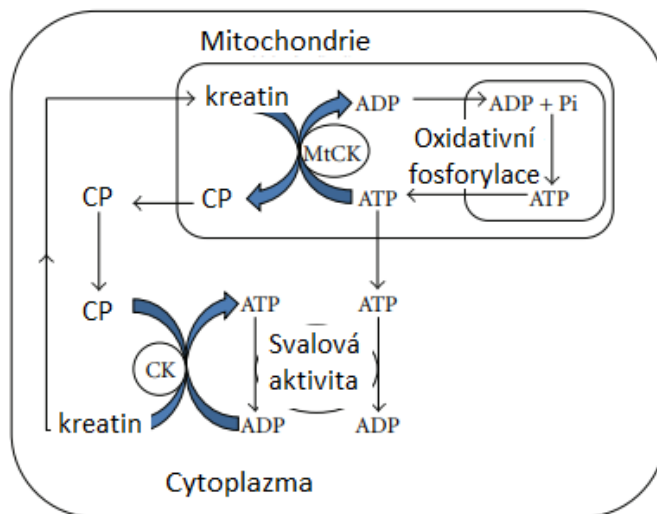 Mitochondrie
kreatin
ADP
ADP + Pi
MtCK
Oxidativní
fosforylace
CP
CP
ATP
ATP
CP
ATP
ATP
CK
Svalová
aktivita
kreatin
ADP
ADP
Cytoplazma